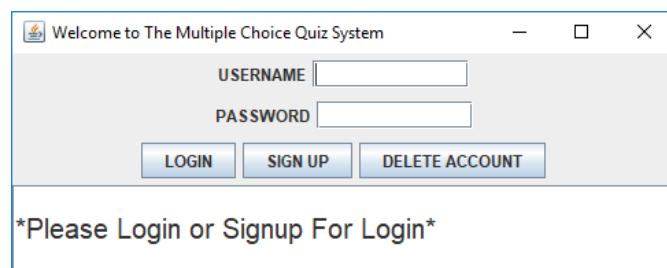 Welcome to The Multiple Choice Quiz System
USERNAME
PASSWORD
LOGIN SIGN UP DELETE ACCOUNT
*Please Login or Signup For Login*